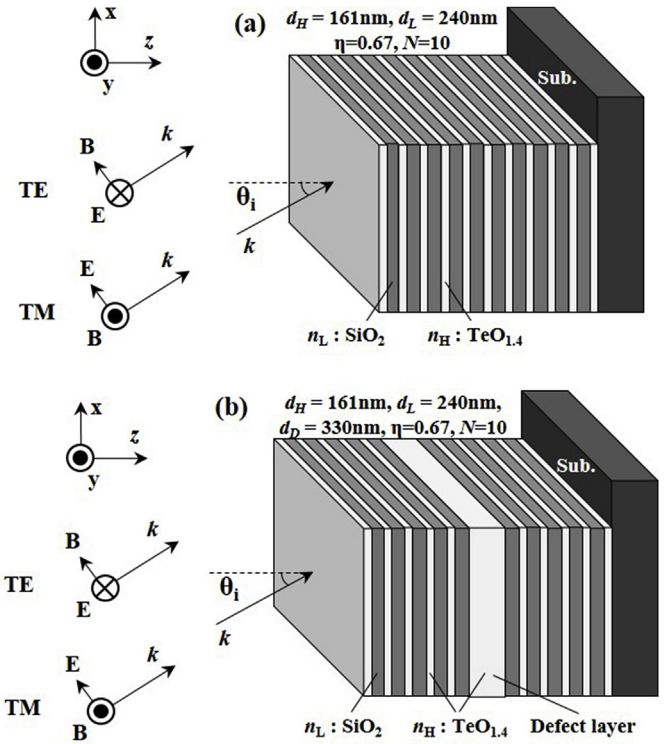 x
(a)
d_H = 161nm, d_L = 240nm
η=0.67, N=10
z
y
Sub.
B
k
TE
E
θi
k
E
k
TM
B
n_L : SiO₂
n_H : TeO₁.₄
x
(b)
d_H = 161nm, d_L = 240nm,
d_D = 330nm, η=0.67, N=10
z
y
Sub.
B
k
TE
E
θi
k
E
k
TM
B
n_L : SiO₂
n_H : TeO₁.₄
Defect layer